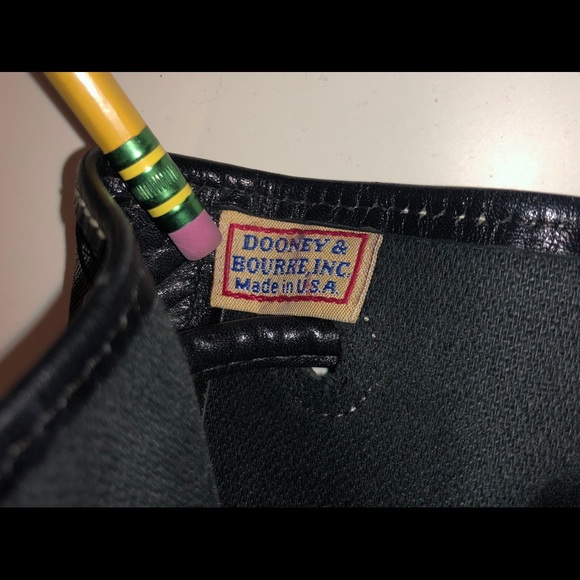 DOONEY &
BOURKE, INC.
Made in U.S.A.